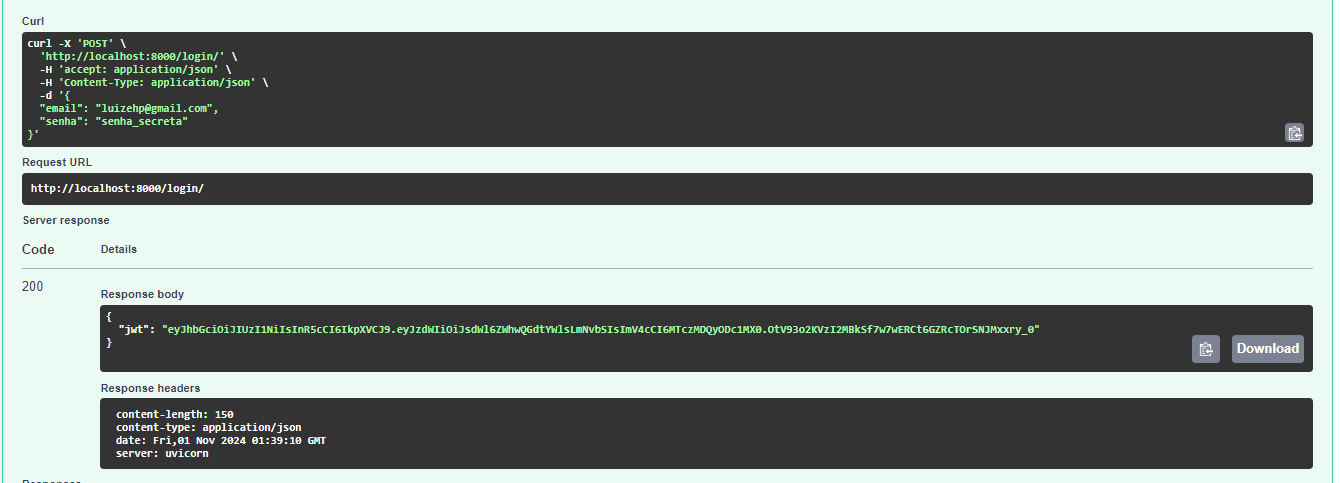 Curl
curl -X 'POST' \
  'http://localhost:8000/login/' \
  -H 'accept: application/json' \
  -H 'Content-Type: application/json' \
  -d '{
  "email": "luizehp@gmail.com",
  "senha": "senha_secreta"
}'
Request URL
http://localhost:8000/login/
Server response
Code Details
200
Response body
{
  "jwt": "eyJhbGciOiJIUzI1NiIsInR5cCI6IkpXVCJ9.eyJzdWIiOiJsdWl6ZWhwQGdtYWlsLmNvbSIsImV4cCI6MTczMDQyODc1MX0.OtV93o2KVzI2MBkSf7w7wERCt6GZRcTOrSNJMxxry_0"
}
Download
Response headers
content-length: 150
content-type: application/json
date: Fri,01 Nov 2024 01:39:10 GMT
server: uvicorn
Responses